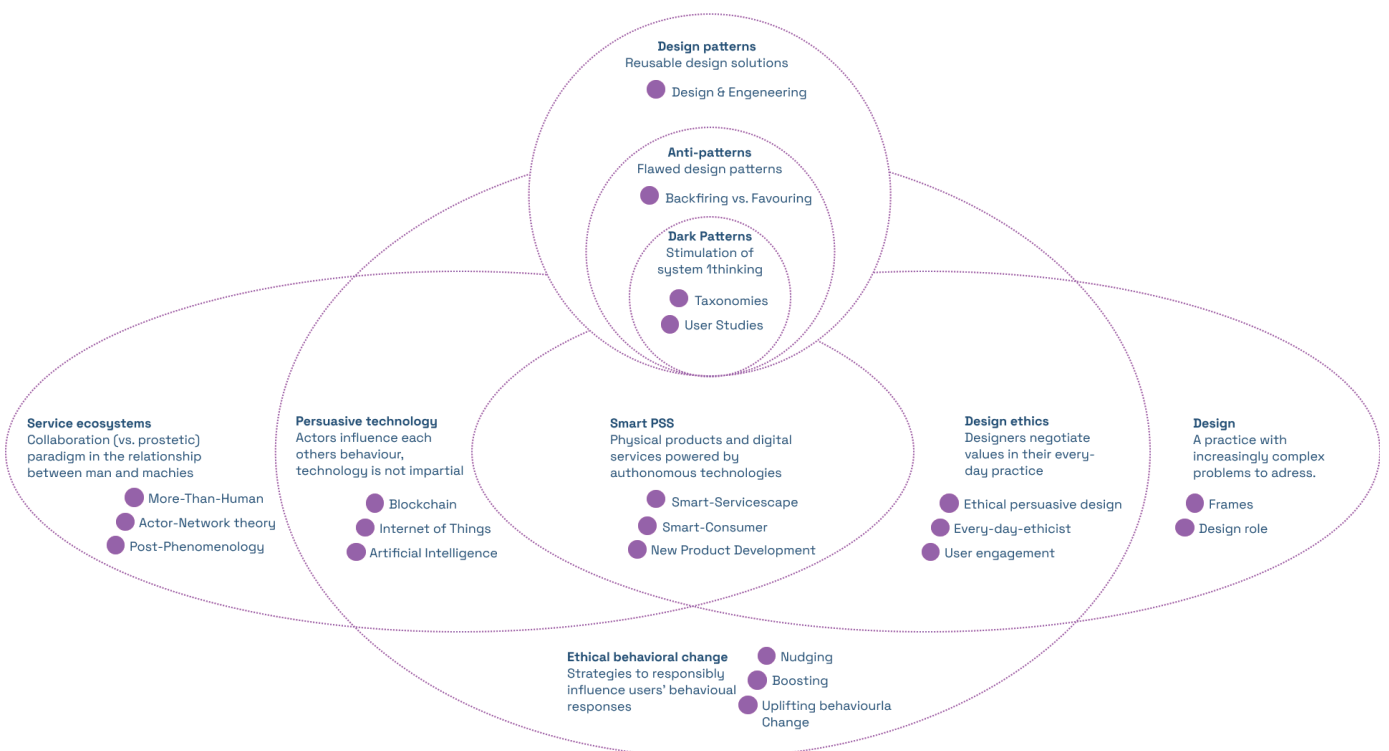 Design patterns
Reusable design solutions
Design & Engeneering
Anti-patterns
Flawed design patterns
Backfiring vs. Favouring
Dark Patterns
Stimulation of
system 1thinking
Taxonomies
User Studies
Service ecosystems
Collaboration (vs. prostetic)
paradigm in the relationship
between man and machies
More-Than-Human
Actor-Network theory
Post-Phenomenology
Persuasive technology
Actors influence each
others behaviour,
technology is not impartial
Blockchain
Internet of Things
Artificial Intelligence
Smart PSS
Physical products and digital
services powered by
authonomous technologies
Smart-Servicescape
Smart-Consumer
New Product Development
Design ethics
Designers negotiate
values in their every-
day practice
Ethical persuasive design
Every-day-ethicist
User engagement
Design
A practice with
increasingly complex
problems to adress.
Frames
Design role
Ethical behavioral change
Strategies to responsibly
influence users' behavioual
responses
Nudging
Boosting
Uplifting behaviourla
Change